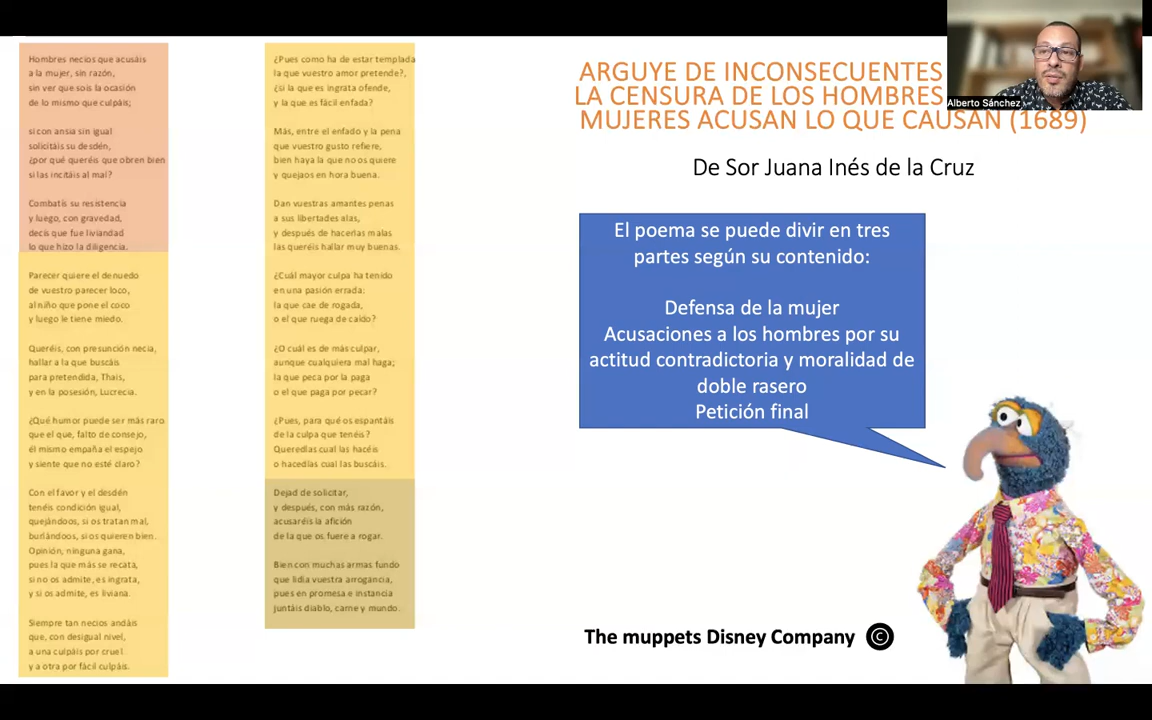 Hombres necios que acusáis
a la mujer, sin razón,
sin ver que sois la ocasión
de lo mismo que culpáis;
si con ansia sin igual
solicitáis su desdén,
¿por qué queréis que obren bien
si las incitáis al mal?
Combatís su resistencia
y luego, con gravedad,
decís que fue liviandad
lo que hizo la diligencia.
Parecer quiere el denuedo
de vuestro parecer loco,
al niño que pone el coco
y luego le tiene miedo.
Queréis, con presunción necia,
hallar a la que buscáis
para pretendida, Thais,
y en la posesión, Lucrecia.
¿Qué humor puede ser más raro
que el que, falto de consejo,
él mismo empaña el espejo
y siente que no esté claro?
Con el favor y el desdén
tenéis condición igual,
quejándoos, si os tratan mal,
burlándoos, si os quieren bien.
Opinión, ninguna gana,
pues la que más se recata,
si no os admite, es ingrata,
y si os admite, es liviana.
Siempre tan necios andáis
que, con desigual nivel,
a una culpáis por cruel
y a otra por fácil culpáis.
¿Pues como ha de estar templada
la que vuestro amor pretende?,
¿si la que es ingrata ofende,
y la que es fácil enfada?
Más, entre el enfado y la pena
que vuestro gusto refiere,
bien haya la que no os quiere
y quejaos en hora buena.
Dan vuestras amantes penas
a sus libertades alas,
y después de hacerlas malas
las queréis hallar muy buenas.
¿Cuál mayor culpa ha tenido
en una pasión errada:
la que cae de rogada,
o el que ruega de caído?
¿O cuál es de más culpar,
aunque cualquiera mal haga;
la que peca por la paga
o el que paga por pecar?
¿Pues, para qué os espantáis
de la culpa que tenéis?
Queredlas cual las hacéis
o hacedlas cual las buscáis.
Dejad de solicitar,
y después, con más razón,
acusaréis la afición
de la que os fuere a rogar.
Bien con muchas armas fundo
que lidia vuestra arrogancia,
pues en promesa e instancia
juntáis diablo, carne y mundo.
ARGUYE DE INCONSECUENTES
LA CENSURA DE LOS HOMBRES
MUJERES ACUSAN LO QUE CAUSAN (1689)
De Sor Juana Inés de la Cruz
El poema se puede divir en tres
partes según su contenido:
Defensa de la mujer
Acusaciones a los hombres por su
actitud contradictoria y moralidad de
doble rasero
Petición final
The muppets Disney Company ©
Alberto Sánchez